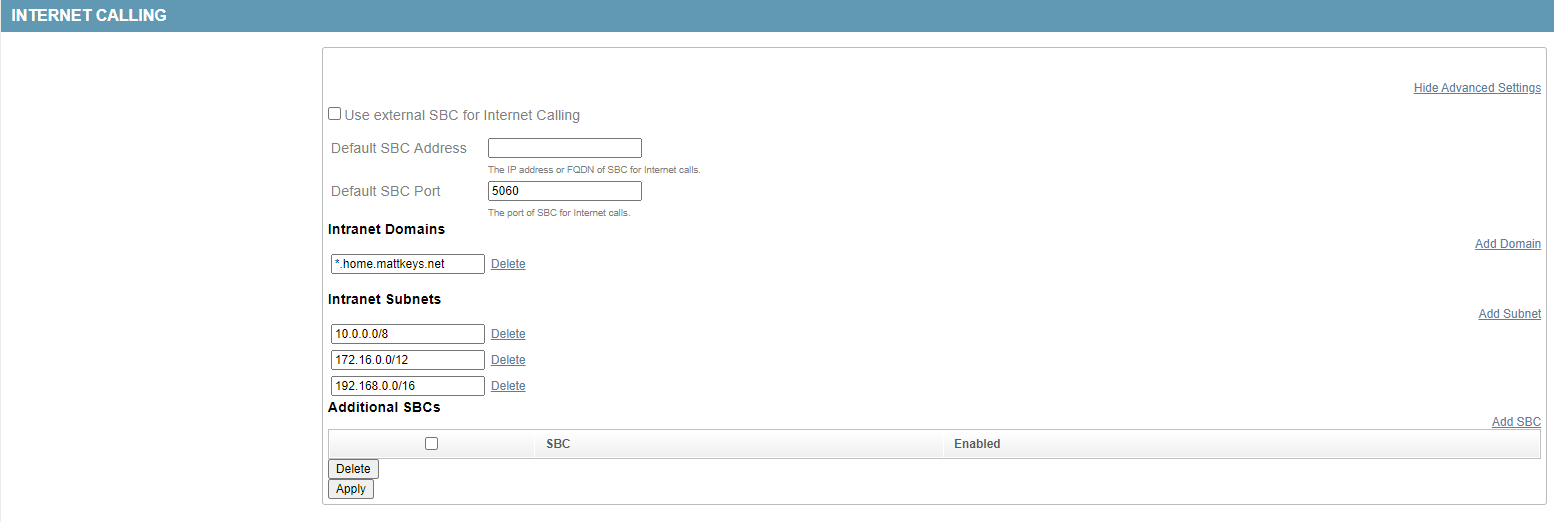 INTERNET CALLING
Hide Advanced Settings
Use external SBC for Internet Calling
Default SBC Address
The IP address or FQDN of SBC for Internet calls.
Default SBC Port 5060
The port of SBC for Internet calls.
Intranet Domains
Add Domain
*.home.mattkeys.net Delete
Intranet Subnets
Add Subnet
10.0.0.0/8 Delete
172.16.0.0/12 Delete
192.168.0.0/16 Delete
Additional SBCs
Add SBC
SBC Enabled
Delete
Apply